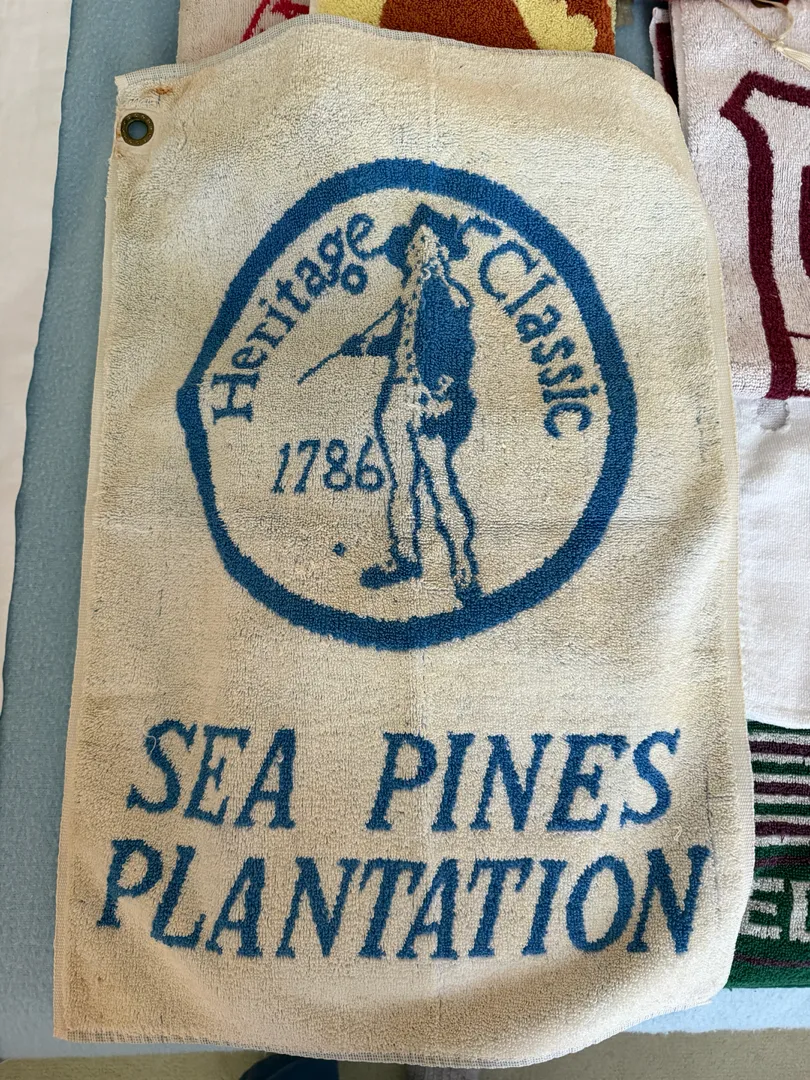 Heritage Classic
1786
SEA PINES
PLANTATION